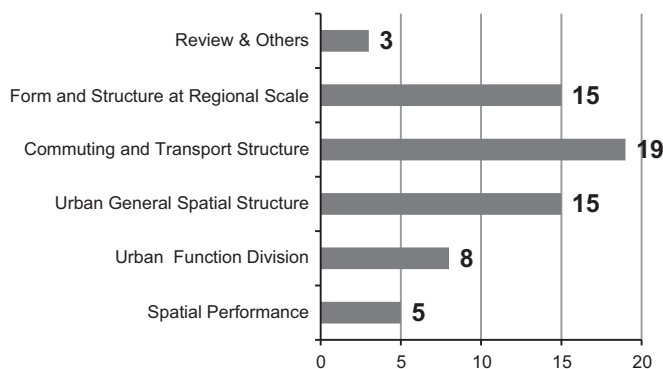 Review & Others 3
Form and Structure at Regional Scale 15
Commuting and Transport Structure 19
Urban General Spatial Structure 15
Urban Function Division 8
Spatial Performance 5
0 5 10 15 20